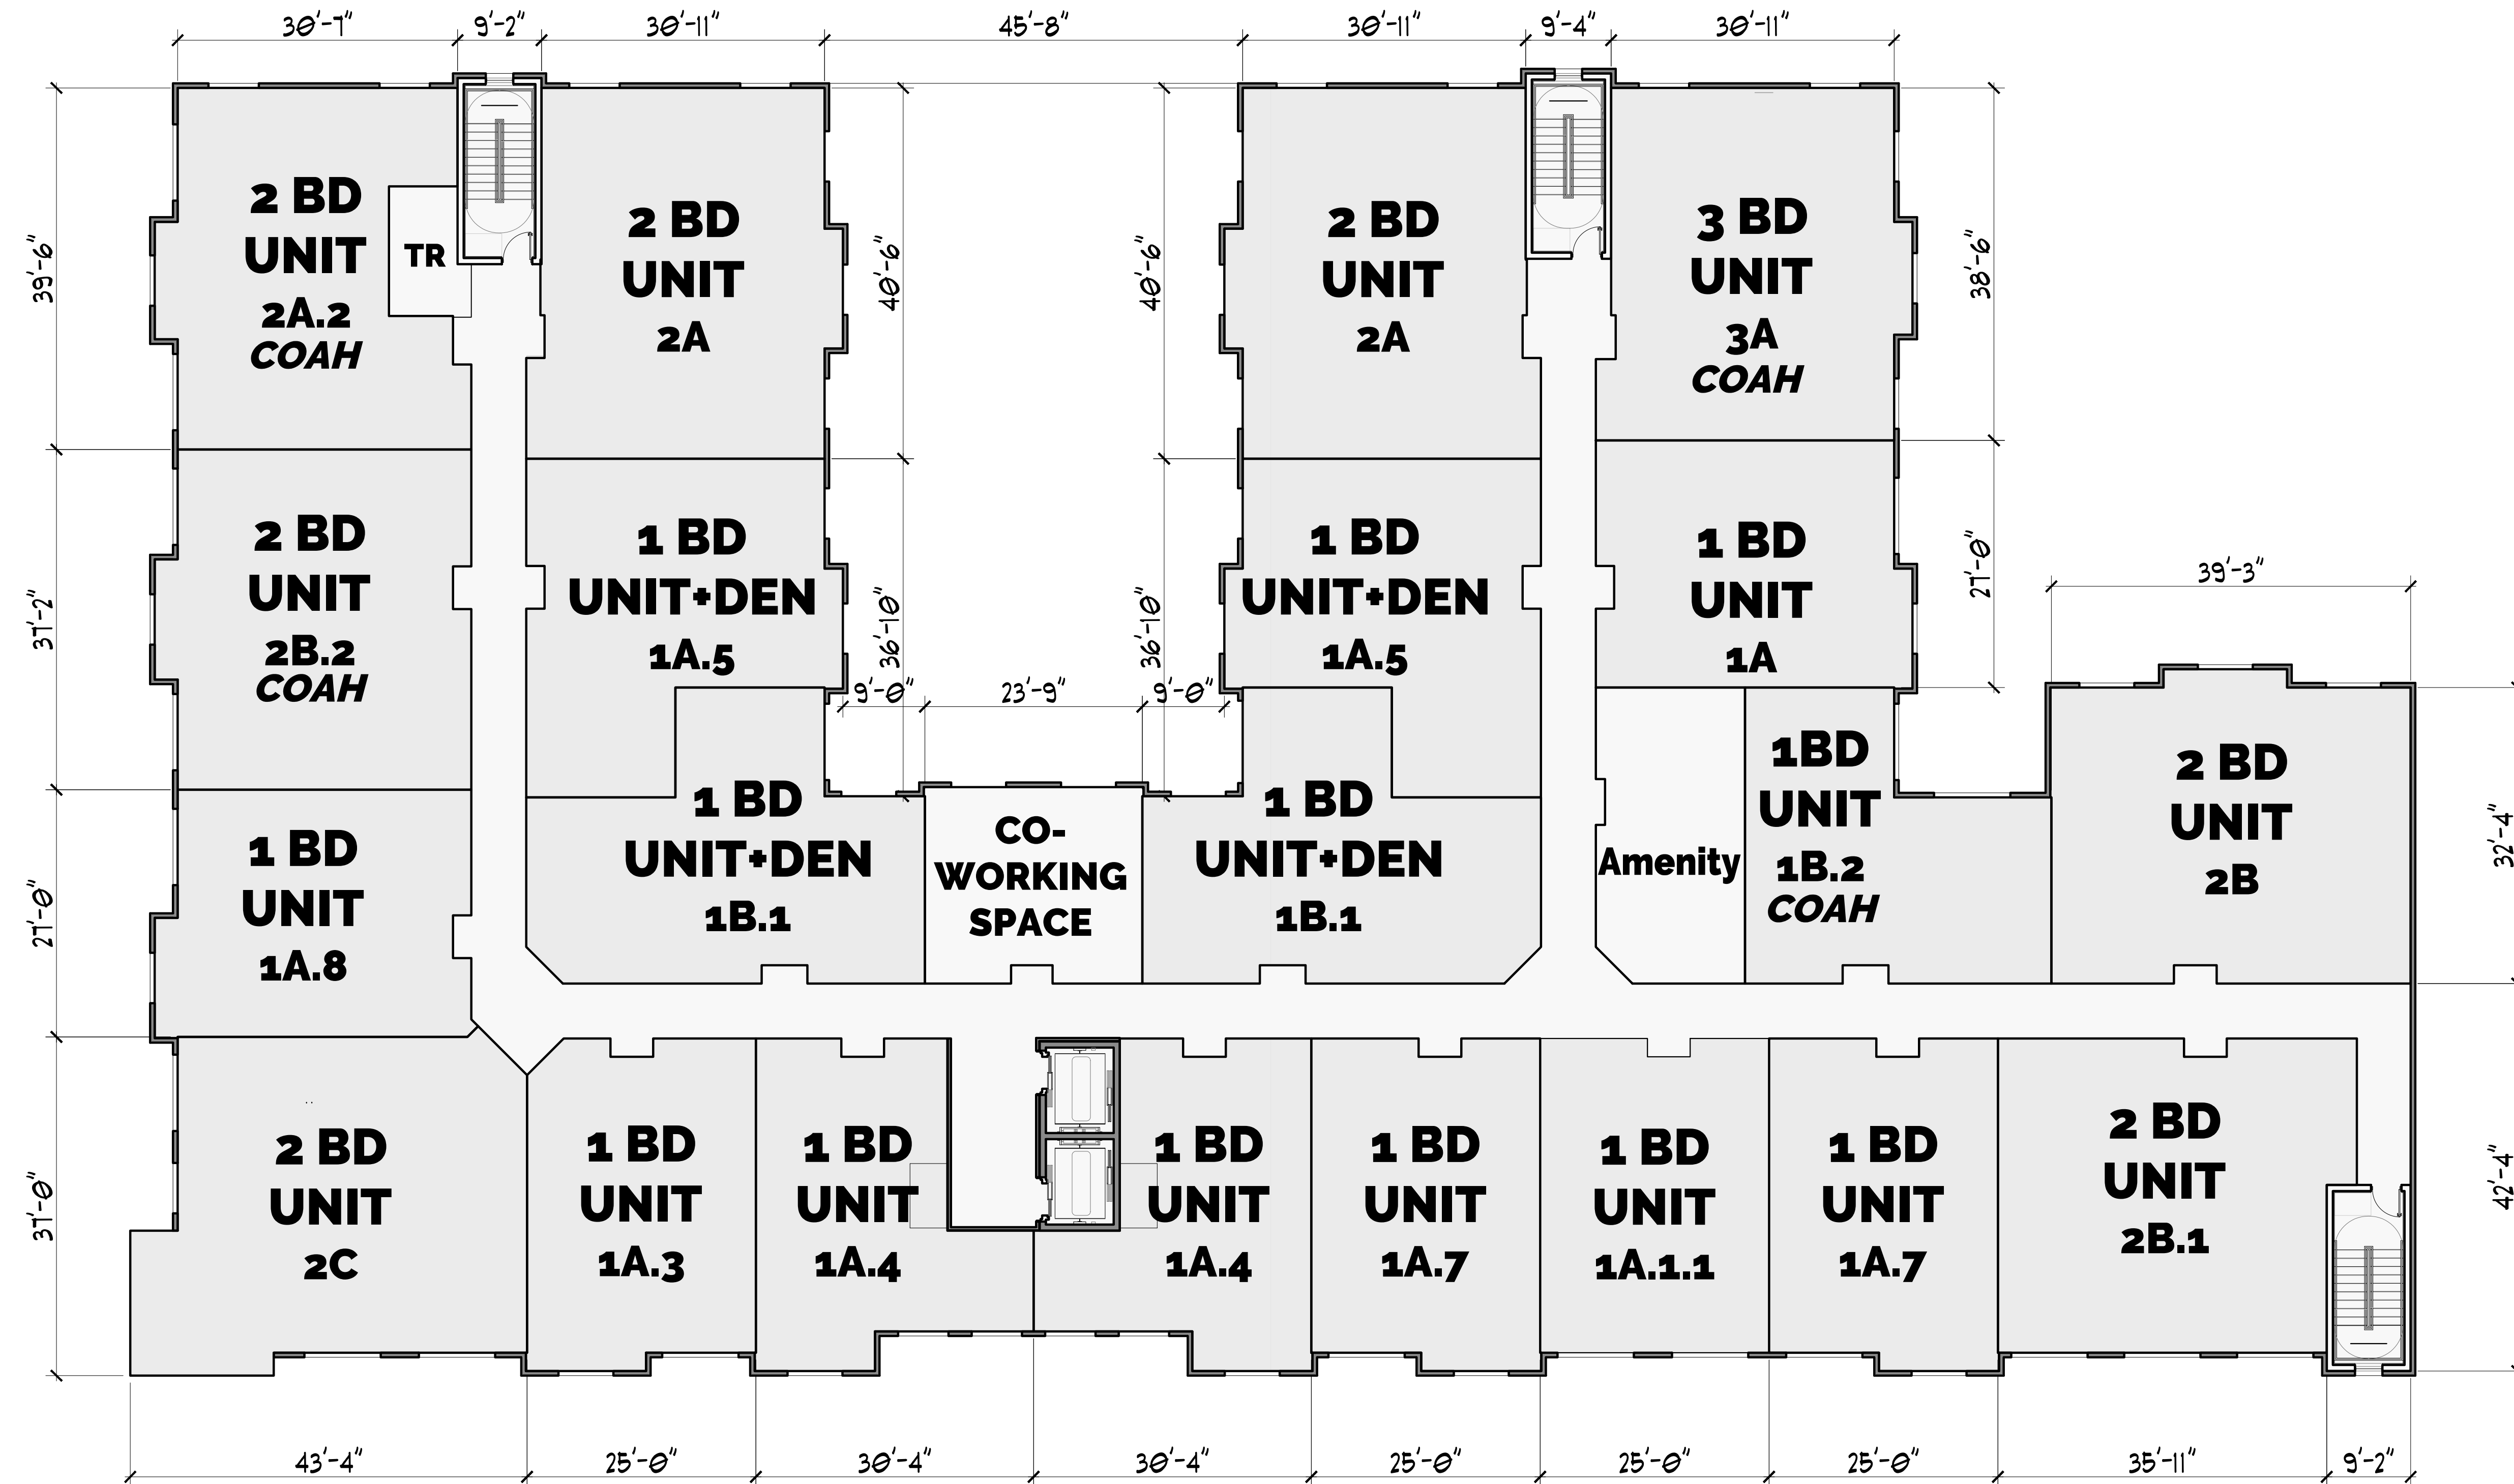 30'-7"
9'-2"
30'-11"
45'-8"
30'-11"
9'-4"
30'-11"
39'-6"
37'-2"
27'-0"
37'-0"
2 BD
UNIT
2A.2
COAH
TR
2 BD
UNIT
2A
40'-6"
40'-6"
2 BD
UNIT
2A
3 BD
UNIT
3A
COAH
38'-6"
2 BD
UNIT
2B.2
COAH
1 BD
UNIT+DEN
1A.5
36'-10"
36'-10"
1 BD
UNIT+DEN
1A.5
1 BD
UNIT
1A
27'-0"
39'-3"
9'-0"
23'-9"
9'-0"
1 BD
UNIT
1A.8
1 BD
UNIT+DEN
1B.1
CO-
WORKING
SPACE
1 BD
UNIT+DEN
1B.1
Amenity
1BD
UNIT
1B.2
COAH
2 BD
UNIT
2B
32'-4"
2 BD
UNIT
2C
1 BD
UNIT
1A.3
1 BD
UNIT
1A.4
1 BD
UNIT
1A.4
1 BD
UNIT
1A.7
1 BD
UNIT
1A.1.1
1 BD
UNIT
1A.7
2 BD
UNIT
2B.1
42'-4"
43'-4"
25'-0"
30'-4"
30'-4"
25'-0"
25'-0"
25'-0"
35'-11"
9'-2"